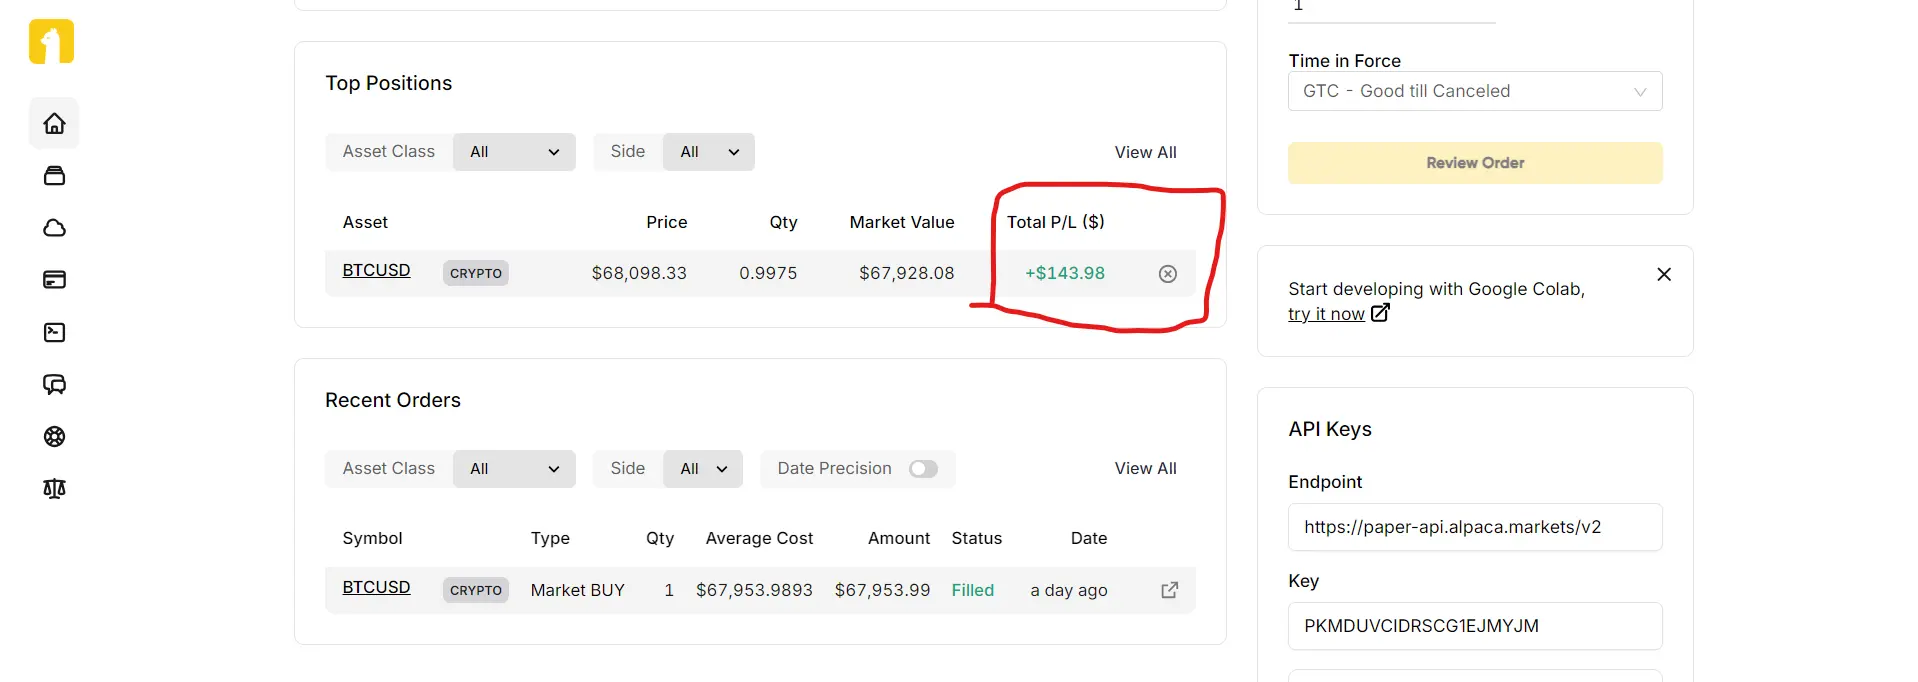 1
Time in Force
GTC - Good till Canceled
Review Order
Top Positions
Asset Class All Side All View All
Asset Price Qty Market Value Total P/L ($)
BTCUSD CRYPTO $68,098.33 0.9975 $67,928.08 +$143.98
Start developing with Google Colab,
try it now
Recent Orders
Asset Class All Side All Date Precision View All
Symbol Type Qty Average Cost Amount Status Date
BTCUSD CRYPTO Market BUY 1 $67,953.9893 $67,953.99 Filled a day ago
API Keys
Endpoint
https://paper-api.alpaca.markets/v2
Key
PKMDUVCIDRSCG1EJMYJM